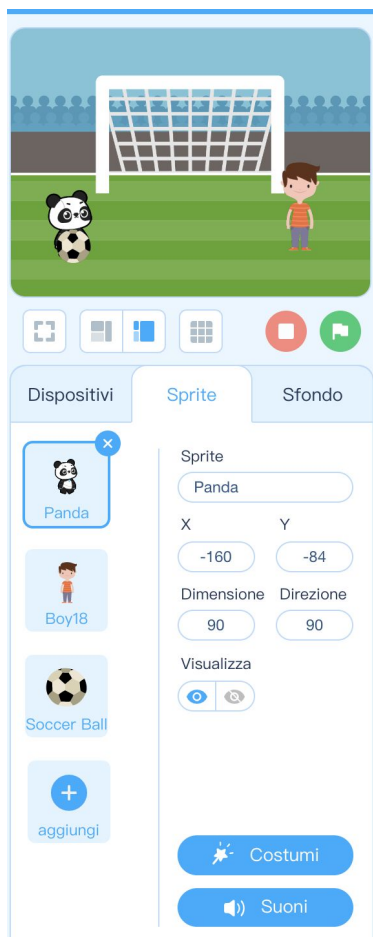 Dispositivi Sprite Sfondo
Panda
Boy18
Soccer Ball
aggiungi
Sprite
Panda
X Y
-160 -84
Dimensione Direzione
90 90
Visualizza
Costumi
Suoni